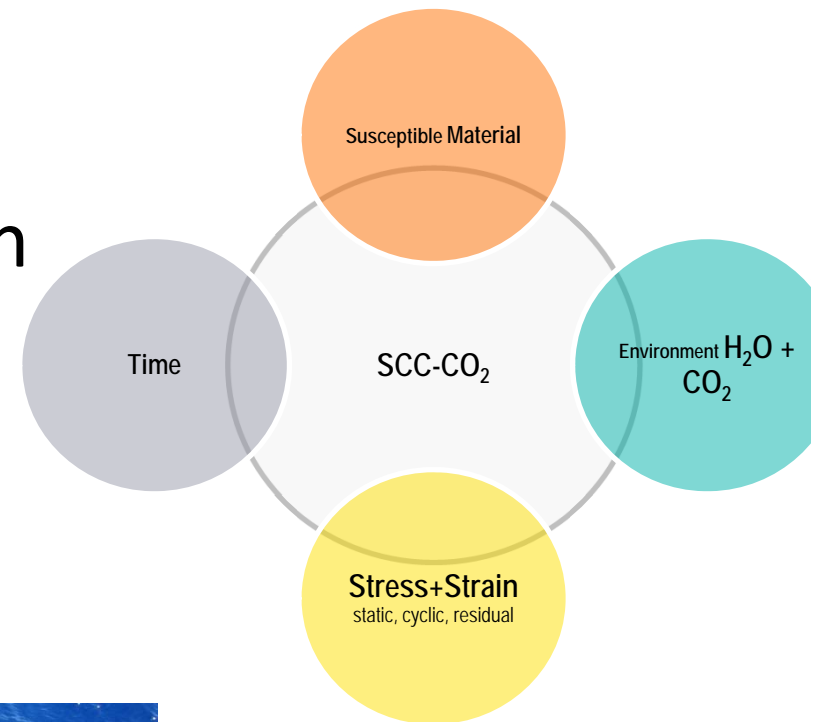 Susceptible Material
n
Time
SCC-CO₂
Environment H₂O +
CO₂
Stress+Strain
static, cyclic, residual